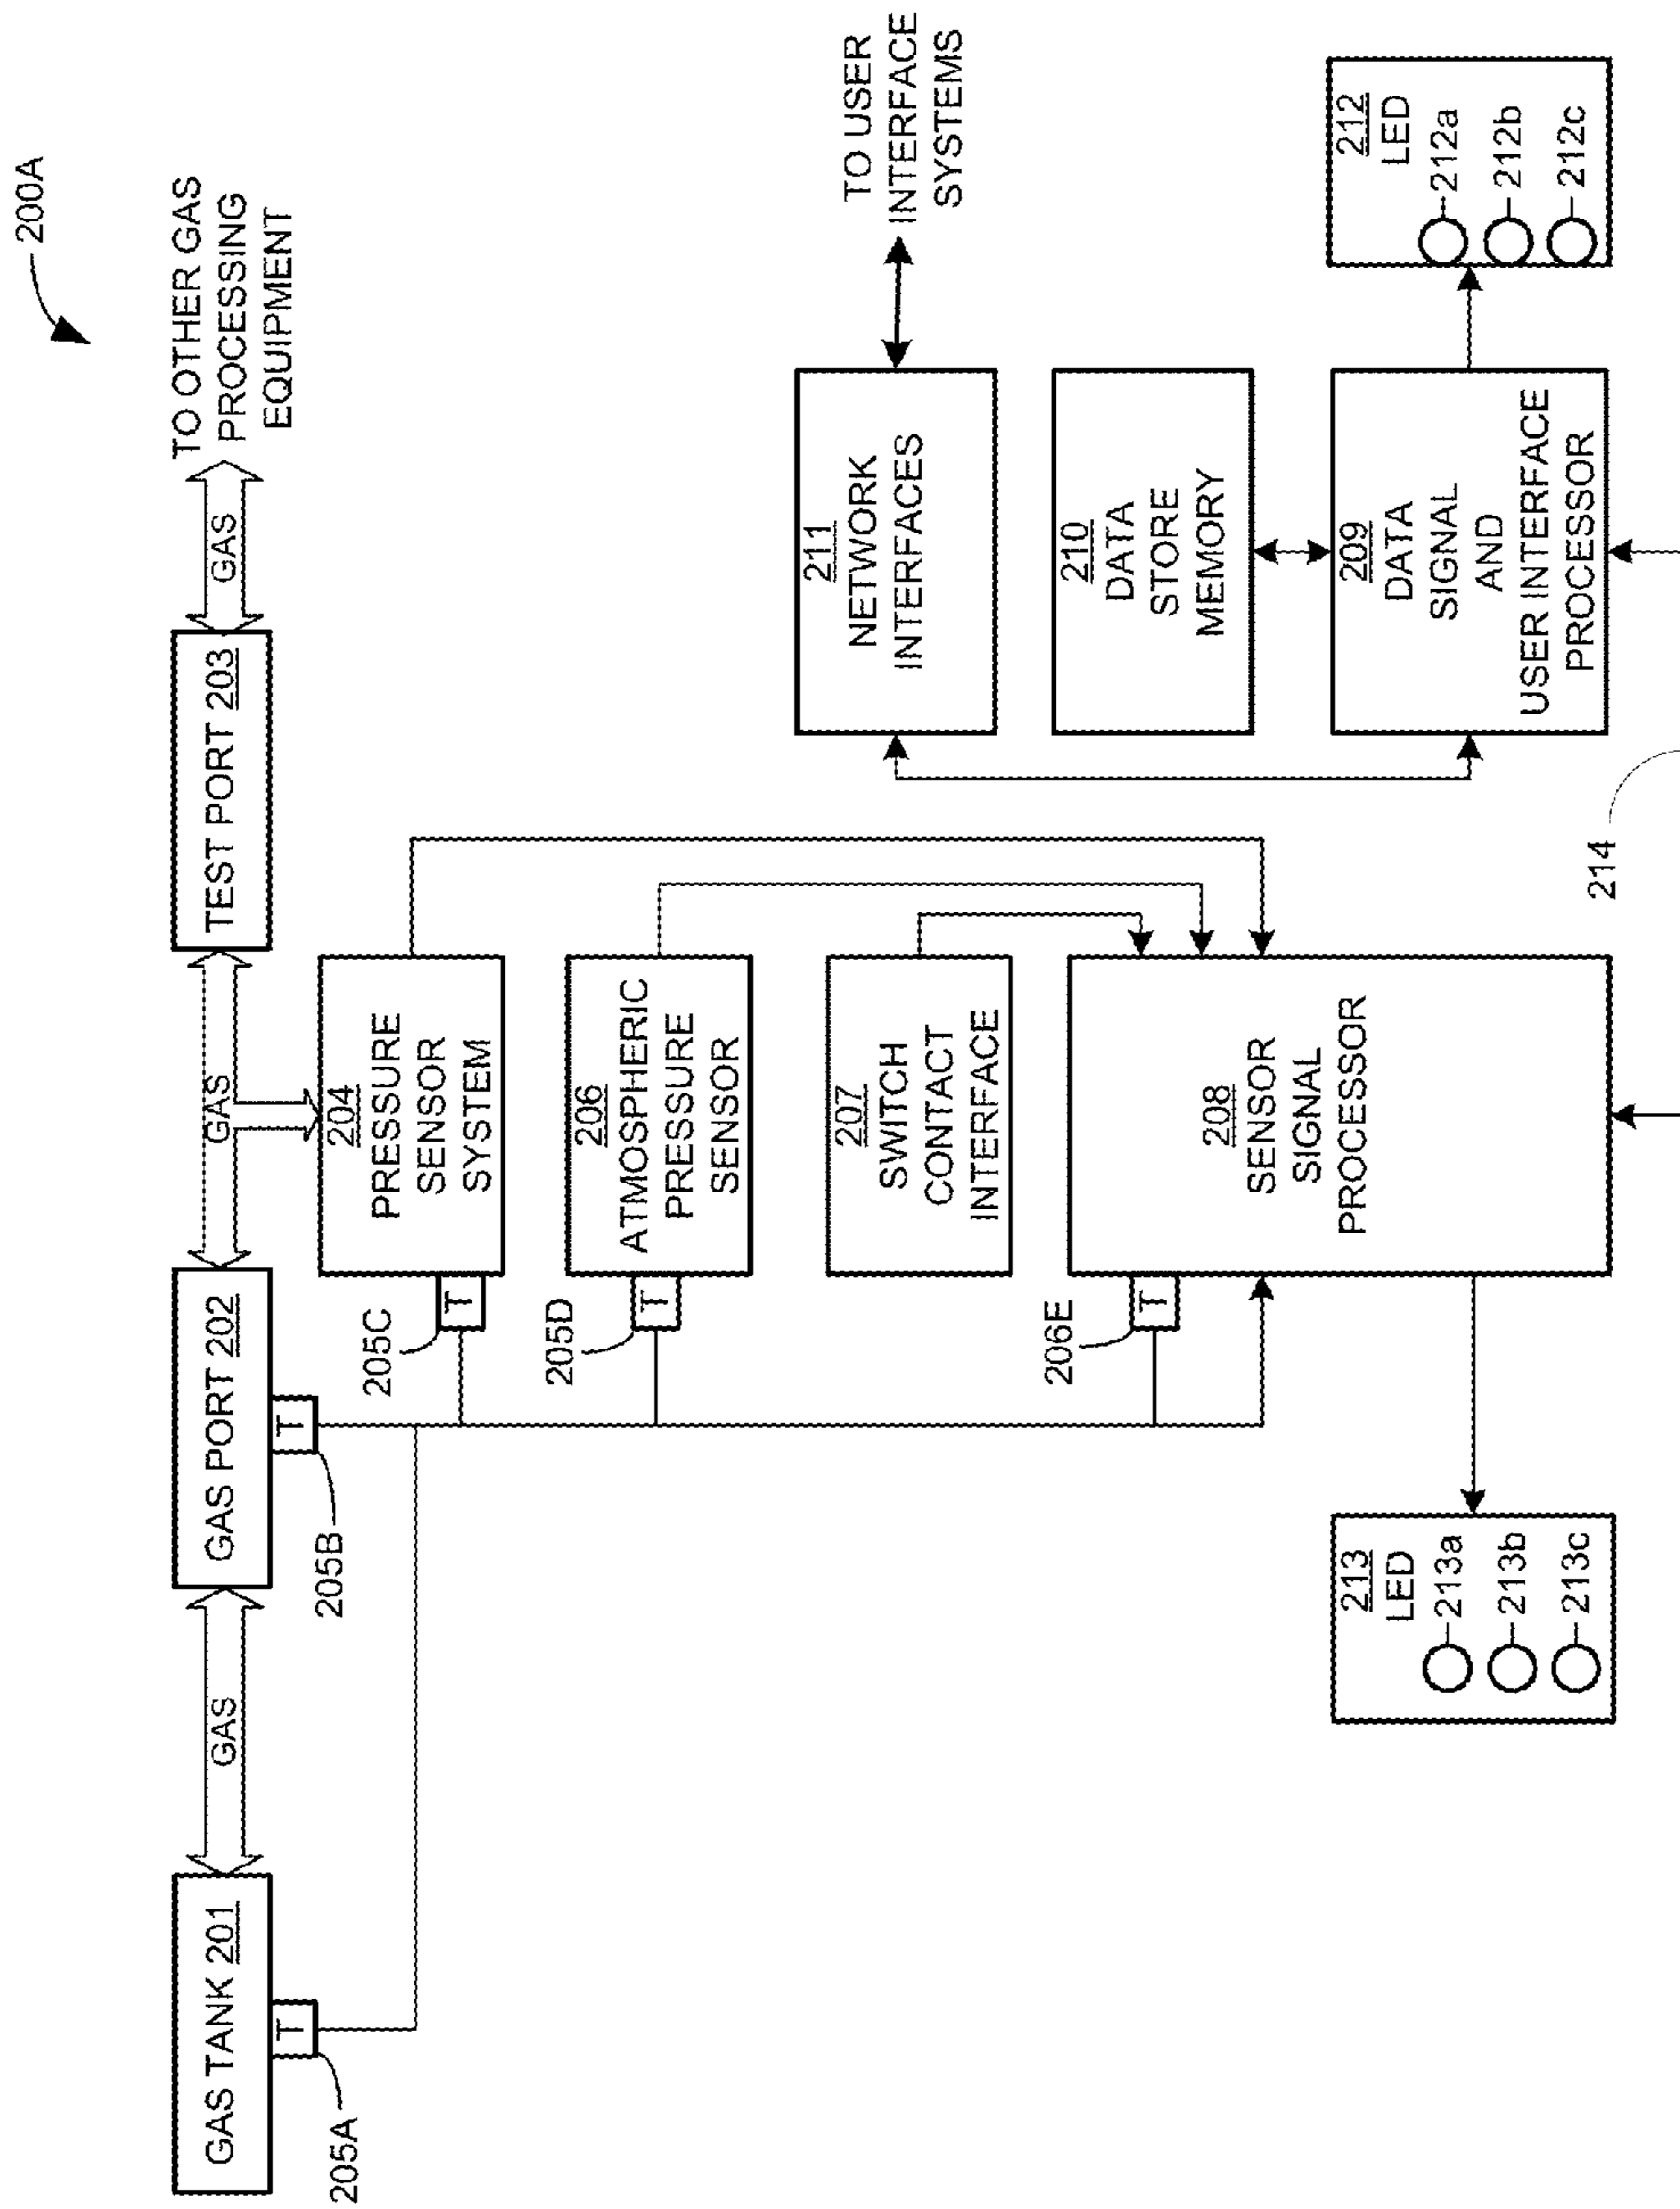 200A
TO OTHER GAS
PROCESSING
EQUIPMENT
GAS TANK 201
GAS
GAS PORT 202
GAS
TEST PORT 203
GAS
T
205A
T
205B
204
PRESSURE
SENSOR
SYSTEM
T
205C
206
ATMOSPHERIC
PRESSURE
SENSOR
T
205D
207
SWITCH
CONTACT
INTERFACE
208
SENSOR
SIGNAL
PROCESSOR
T
206E
211
NETWORK
INTERFACES
TO USER
INTERFACE
SYSTEMS
210
DATA
STORE
MEMORY
209
DATA
SIGNAL
AND
USER INTERFACE
PROCESSOR
212
LED
212a
212b
212c
213
LED
213a
213b
213c
214